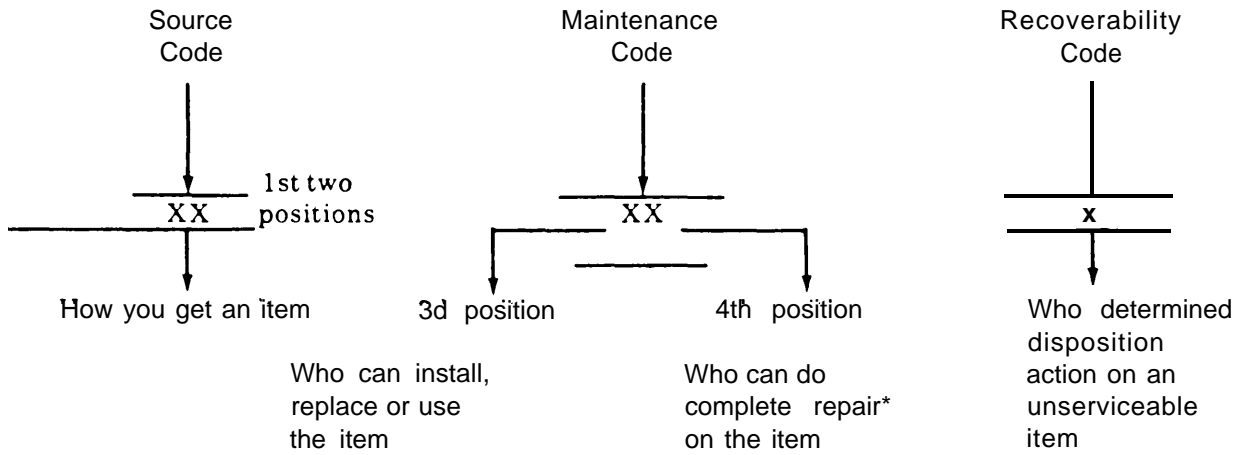 Source
Code
Maintenance
Code
Recoverability
Code
1st two
positions
XX
XX
x
How you get an item
3d position
4th position
Who can install,
replace or use
the item
Who can do
complete repair*
on the item
Who determined
disposition
action on an
unserviceable
item